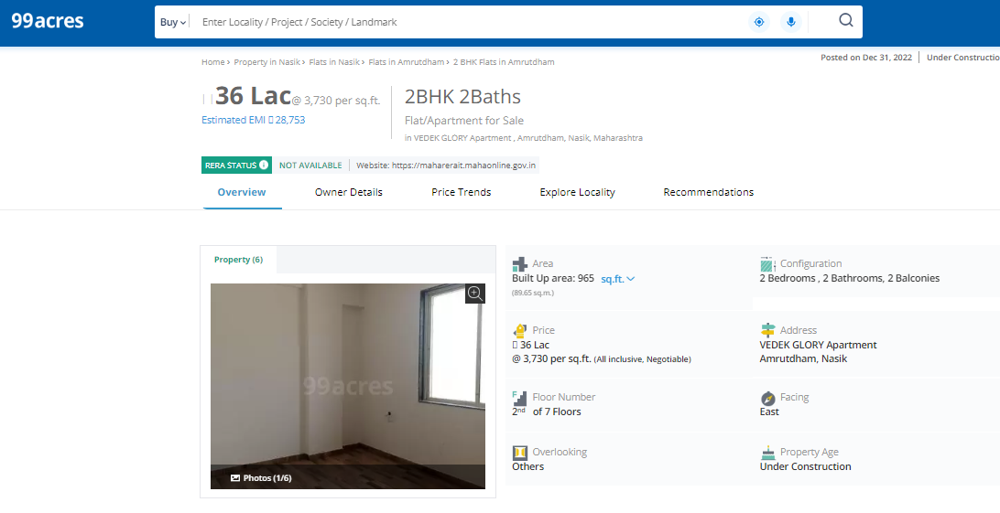 99acres
Buy
Enter Locality / Project / Society / Landmark
Posted on Dec 31, 2022 | Under Constructio
Home › Property in Nasik › Flats in Nasik › Flats in Amrutdham › 2 BHK Flats in Amrutdham
36 Lac @ 3,730 per sq.ft.
Estimated EMI 28,753
2BHK 2Baths
Flat/Apartment for Sale
in VEDEK GLORY Apartment , Amrutdham, Nasik, Maharashtra
RERA STATUS NOT AVAILABLE Website: https://maharerait.mahaonline.gov.in
Overview Owner Details Price Trends Explore Locality Recommendations
Property (6)
99acres
Photos (1/6)
Area
Built Up area: 965 sq.ft.
(89.65 sq.m.)
Configuration
2 Bedrooms , 2 Bathrooms, 2 Balconies
Price
36 Lac
@ 3,730 per sq.ft. (All inclusive, Negotiable)
Address
VEDEK GLORY Apartment
Amrutdham, Nasik
Floor Number
2nd of 7 Floors
Facing
East
Overlooking
Others
Property Age
Under Construction